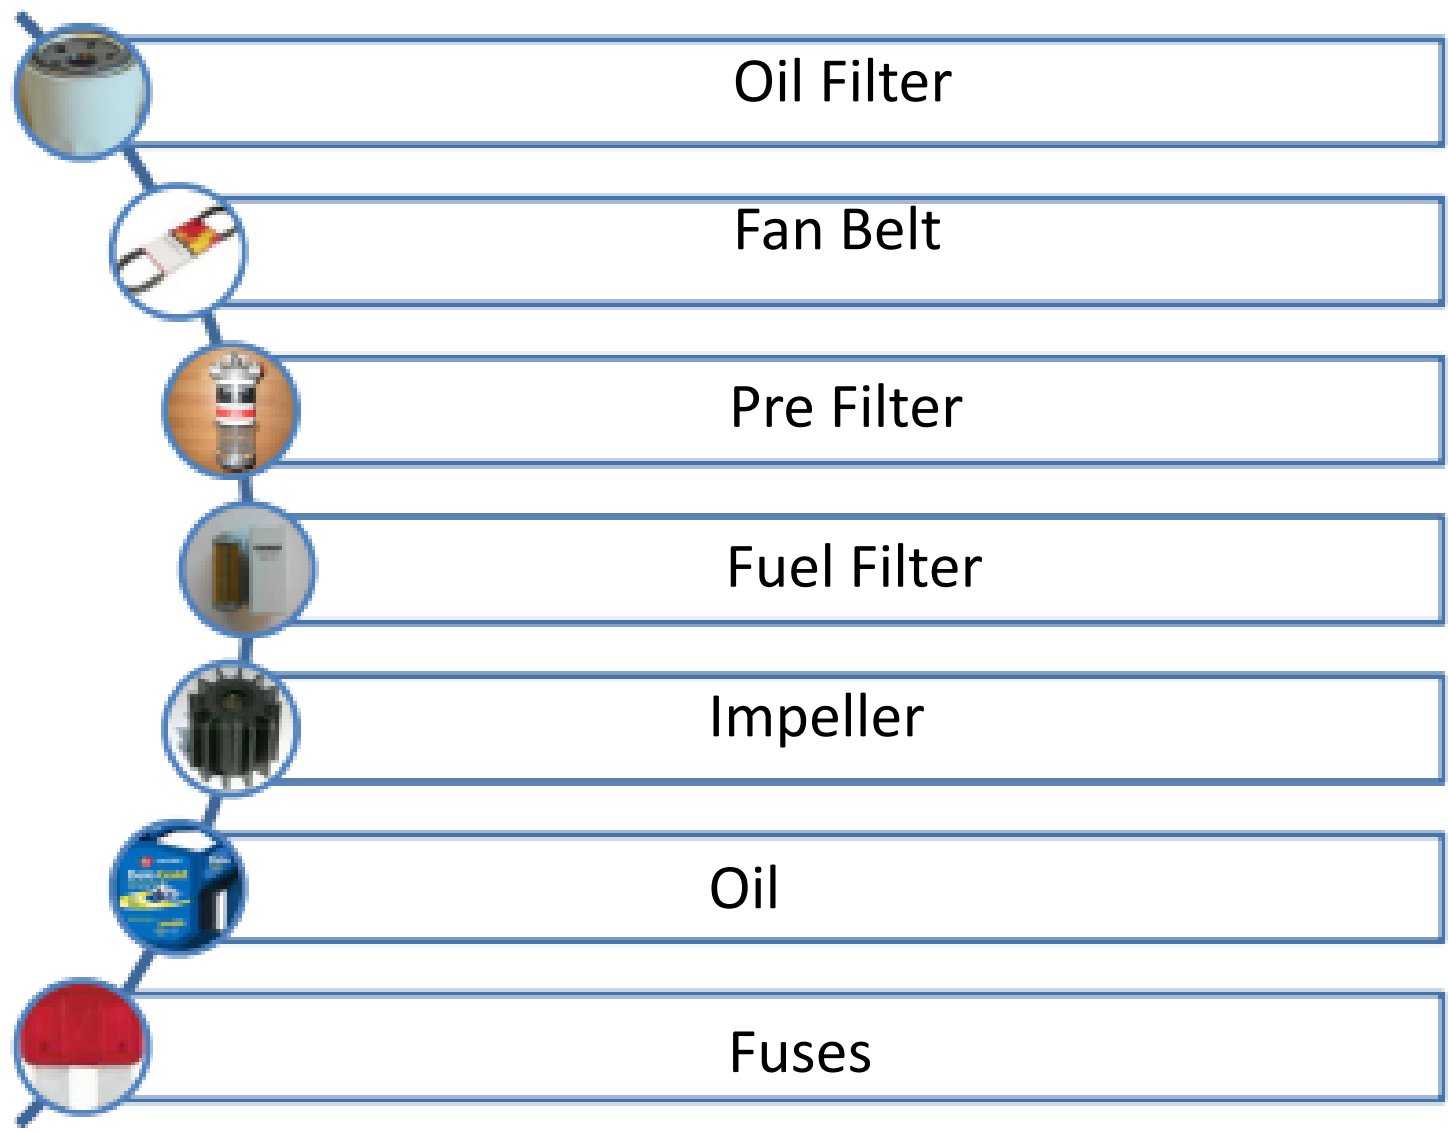 Oil Filter
Fan Belt
Pre Filter
Fuel Filter
Impeller
Oil
Fuses